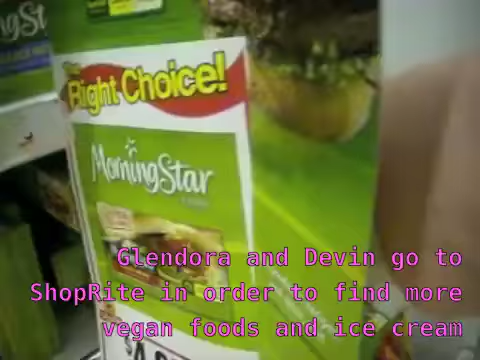 ngSt
Right Choice!
MorningStar
Glendora and Devin go to
ShopRite in order to find more
vegan foods and ice cream